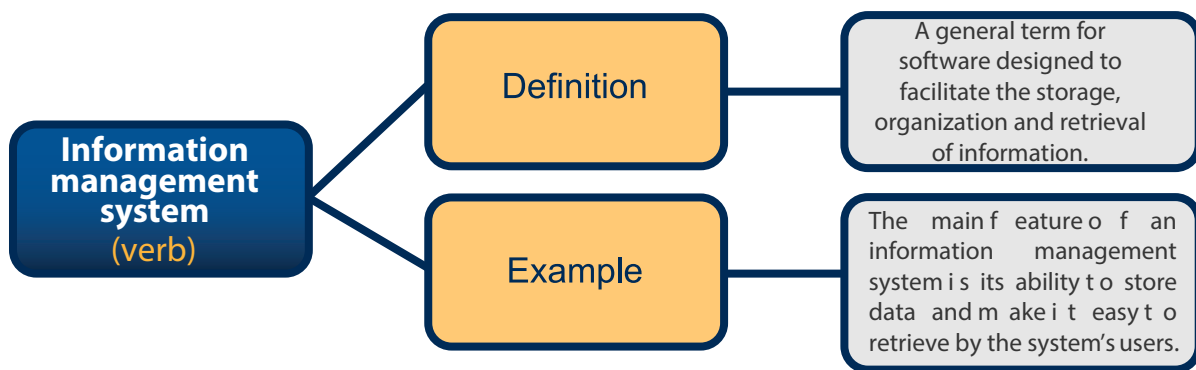 Information
management
system
(verb)
Definition
A general term for
software designed to
facilitate the storage,
organization and retrieval
of information.
Example
The main f eature o f an
information management
system i s its ability t o store
data and m ake i t easy t o
retrieve by the system's users.